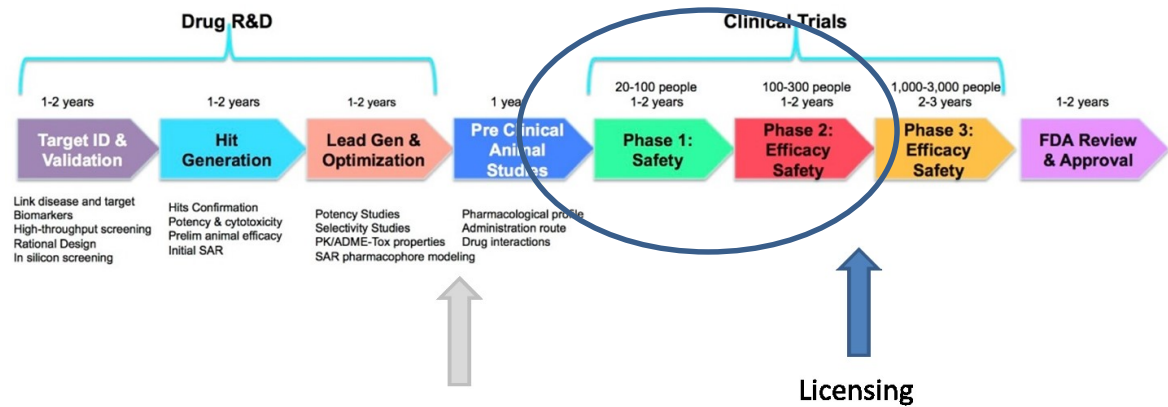 Drug R&D
Clinical Trials
1-2 years
1-2 years
1-2 years
1 year
20-100 people
1-2 years
100-300 people
1-2 years
1,000-3,000 people
2-3 years
1-2 years
Target ID &
Validation
Hit
Generation
Lead Gen &
Optimization
Pre Clinical
Animal
Studies
Phase 1:
Safety
Phase 2:
Efficacy
Safety
Phase 3:
Efficacy
Safety
FDA Review
& Approval
Link disease and target
Biomarkers
High-throughput screening
Rational Design
In silicon screening
Hits Confirmation
Potency & cytotoxicity
Prelim animal efficacy
Initial SAR
Potency Studies
Selectivity Studies
PK/ADME-Tox properties
SAR pharmacophore modeling
Pharmacological profile
Administration route
Drug interactions
Licensing